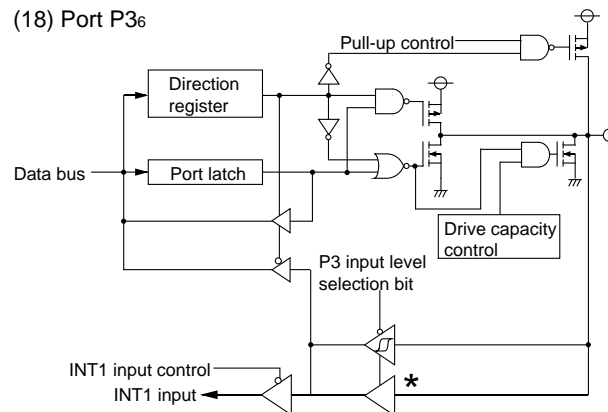 (18) Port P3₆
Pull-up control
Direction
register
Data bus
Port latch
Drive capacity
control
P3 input level
selection bit
*
INT1 input control
INT1 input